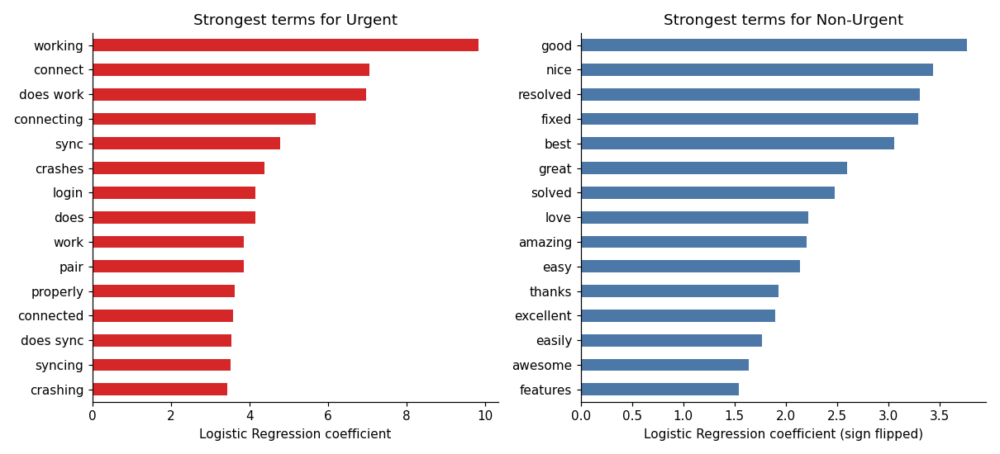 Strongest terms for Urgent
working
connect
does work
connecting
sync
crashes
login
does
work
pair
properly
connected
does sync
syncing
crashing
0 2 4 6 8 10
Logistic Regression coefficient
Strongest terms for Non-Urgent
good
nice
resolved
fixed
best
great
solved
love
amazing
easy
thanks
excellent
easily
awesome
features
0.0 0.5 1.0 1.5 2.0 2.5 3.0 3.5
Logistic Regression coefficient (sign flipped)